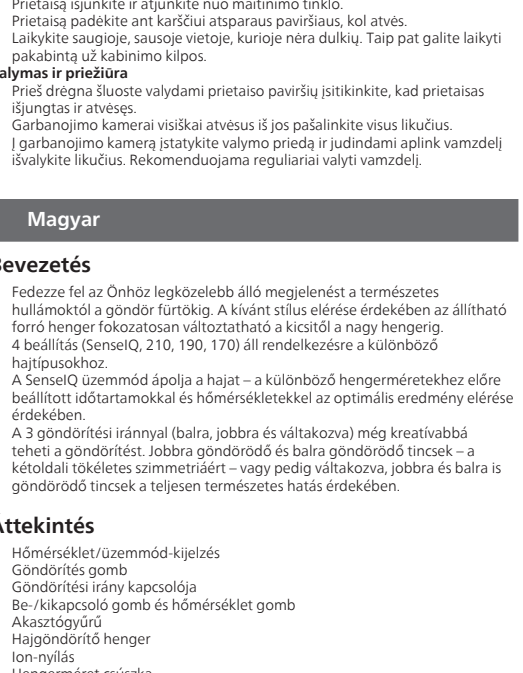 Prietaisą išjunkite ir atjunkite nuo maitinimo tinklo.
Prietaisą padėkite ant karščiui atsparaus paviršiaus, kol atvės.
Laikykite saugioje, sausoje vietoje, kurioje nėra dulkių. Taip pat galite laikyti
pakabintą už kabinimo kilpos.
alymas ir priežiūra
Prieš drėgna šluoste valydami prietaiso paviršių įsitikinkite, kad prietaisas
išjungtas ir atvėsęs.
Garbanojimo kamerai visiškai atvėsus iš jos pašalinkite visus likučius.
Į garbanojimo kamerą įstatykite valymo priedą ir judindami aplink vamzdelį
išvalykite likučius. Rekomenduojama reguliariai valyti vamzdelį.
Magyar
Bevezetés
Fedezze fel az Önhöz legközelebb álló megjelenést a természetes
hullámoktól a göndör fürtökig. A kívánt stílus elérése érdekében az állítható
forró henger fokozatosan változtatható a kicsitől a nagy hengerig.
4 beállítás (SenseIQ, 210, 190, 170) áll rendelkezésre a különböző
hajtípusokhoz.
A SenseIQ üzemmód ápolja a hajat – a különböző hengerméretekhez előre
beállított időtartamokkal és hőmérsékletekkel az optimális eredmény elérése
érdekében.
A 3 göndörítési iránnyal (balra, jobbra és váltakozva) még kreatívabbá
teheti a göndörítést. Jobbra göndörödő és balra göndörödő tincsek – a
kétoldali tökéletes szimmetriáért – vagy pedig váltakozva, jobbra és balra is
göndörödő tincsek a teljesen természetes hatás érdekében.
Áttekintés
Hőmérséklet/üzemmód-kijelzés
Göndörítés gomb
Göndörítési irány kapcsolója
Be-/kikapcsoló gomb és hőmérséklet gomb
Akasztógyűrű
Hajgöndörítő henger
Ion-nyílás
Hengerméret csúszka